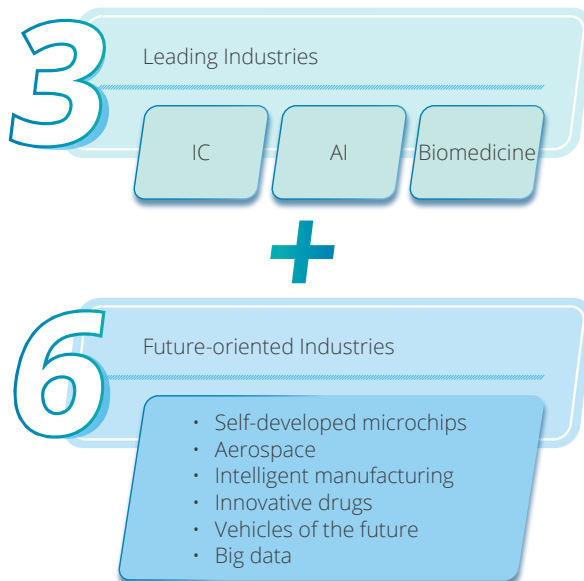 3
Leading Industries
IC
AI
Biomedicine
+
6
Future-oriented Industries
• Self-developed microchips
• Aerospace
• Intelligent manufacturing
• Innovative drugs
• Vehicles of the future
• Big data